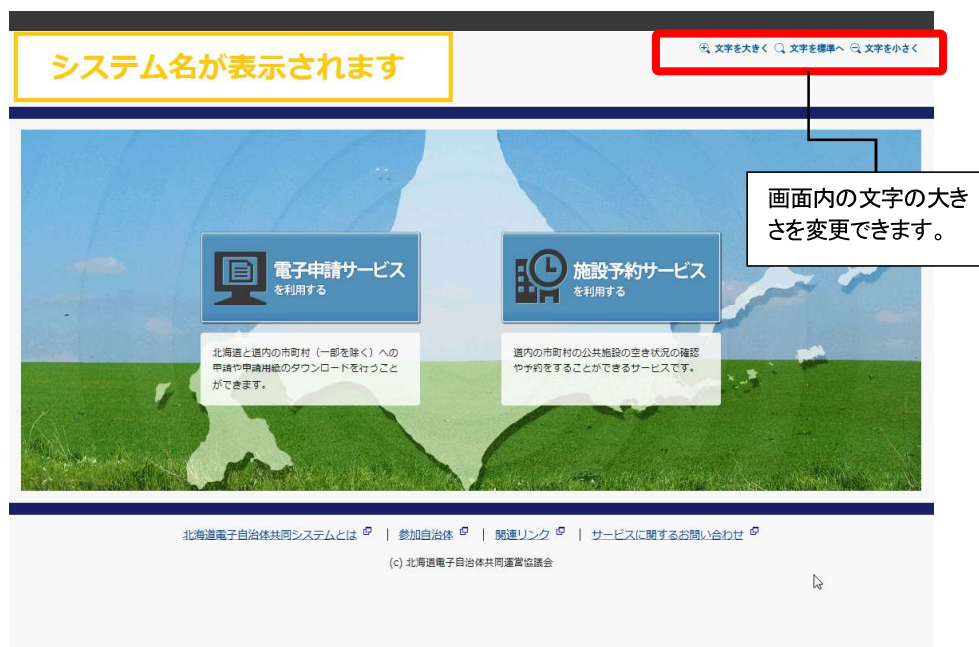 システム名が表示されます
文字を大きく 文字を標準へ 文字を小さく
画面内の文字の大き
さを変更できます。
電子申請サービス
を利用する
北海道と道内の市町村（一部を除く）への
申請や申請用紙のダウンロードを行うこと
ができます。
施設予約サービス
を利用する
道内の市町村の公共施設の空き状況の確認
や予約をすることができるサービスです。
北海道電子自治体共同システムとは | 参加自治体 | 関連リンク | サービスに関するお問い合わせ
(c) 北海道電子自治体共同運営協議会